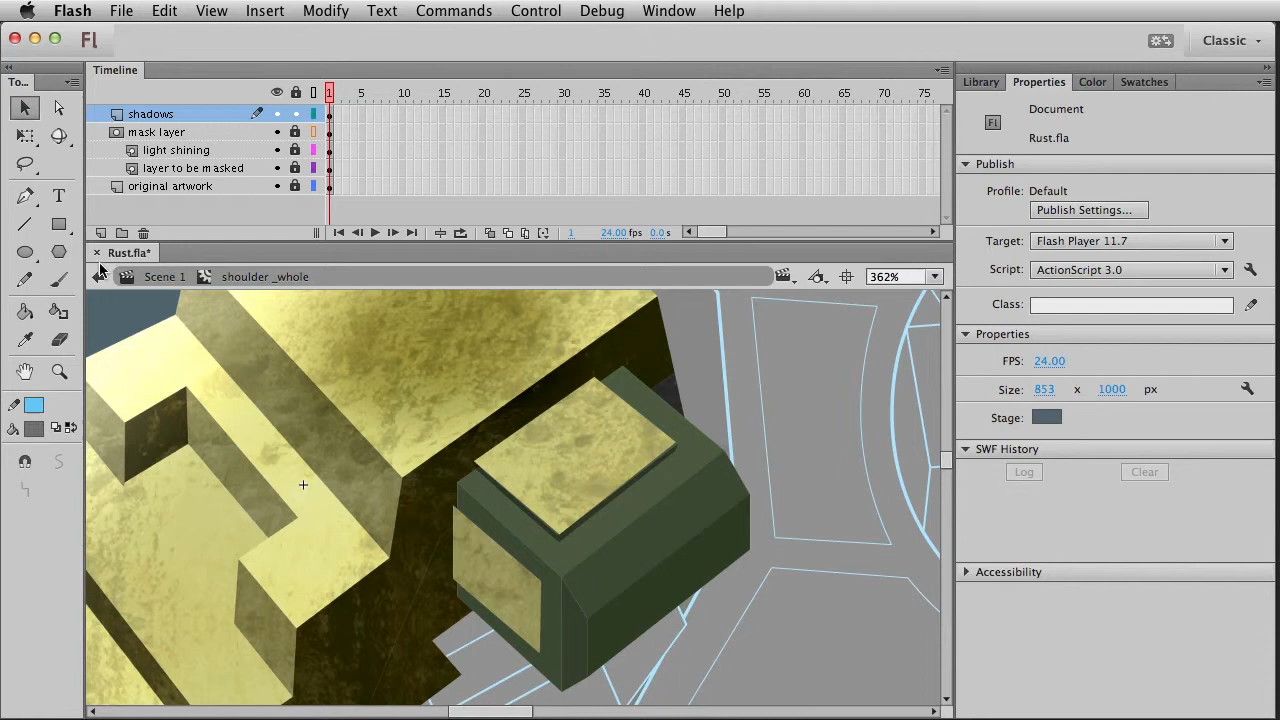 Flash File Edit View Insert Modify Text Commands Control Debug Window Help
Fl Classic
To... Timeline Library Properties Color Swatches
1 5 10 15 20 25 30 35 40 45 50 55 60 65 70 75
shadows
mask layer
light shining
layer to be masked
original artwork
1 24.00fps 0.0s
× Rust.fla*
Scene 1 shoulder _whole 362%
T
Fl Document
Rust.fla
Publish
Profile: Default
Publish Settings...
Target: Flash Player 11.7
Script: ActionScript 3.0
Class:
Properties
FPS: 24.00
Size: 853 x 1000 px
Stage:
SWF History
Log Clear
Accessibility